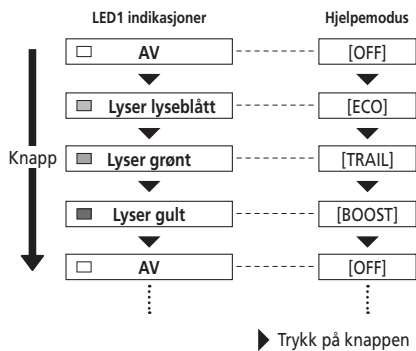 LED1 indikasjoner Hjelpemodus
AV [OFF]
Lyser lyseblått [ECO]
Knapp Lyser grønt [TRAIL]
Lyser gult [BOOST]
AV [OFF]
Trykk på knappen